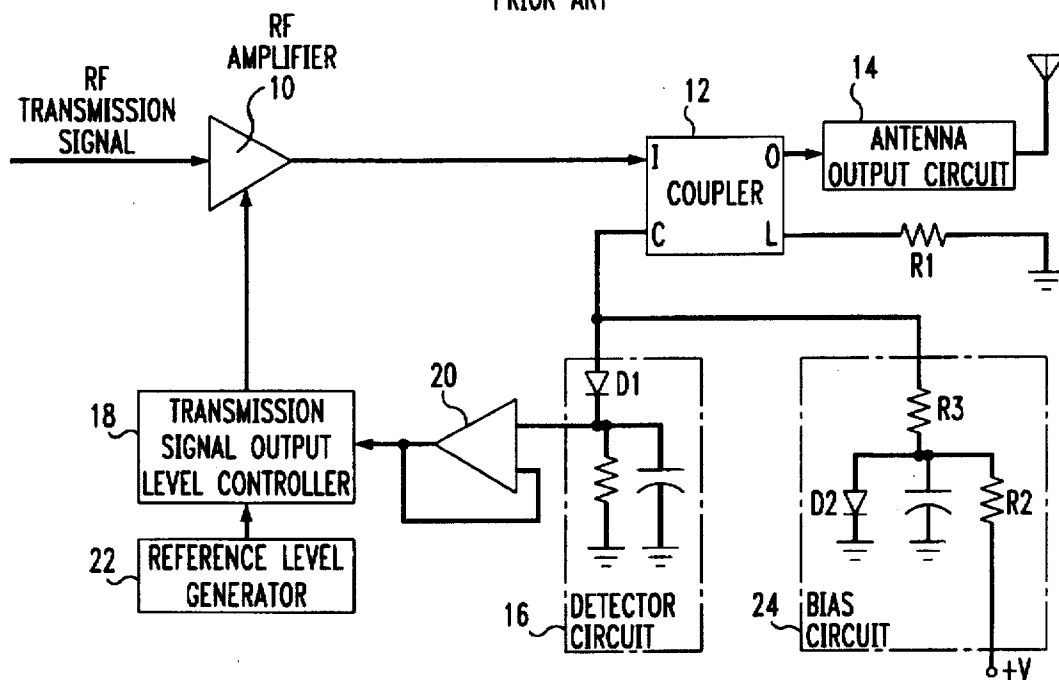 PRIOR ART
RF
AMPLIFIER
10
RF
TRANSMISSION
SIGNAL
12
14
I
O
COUPLER
C
L
ANTENNA
OUTPUT CIRCUIT
R1
20
D1
R3
18
TRANSMISSION
SIGNAL OUTPUT
LEVEL CONTROLLER
D2
R2
22
REFERENCE LEVEL
GENERATOR
16
DETECTOR
CIRCUIT
24
BIAS
CIRCUIT
+V